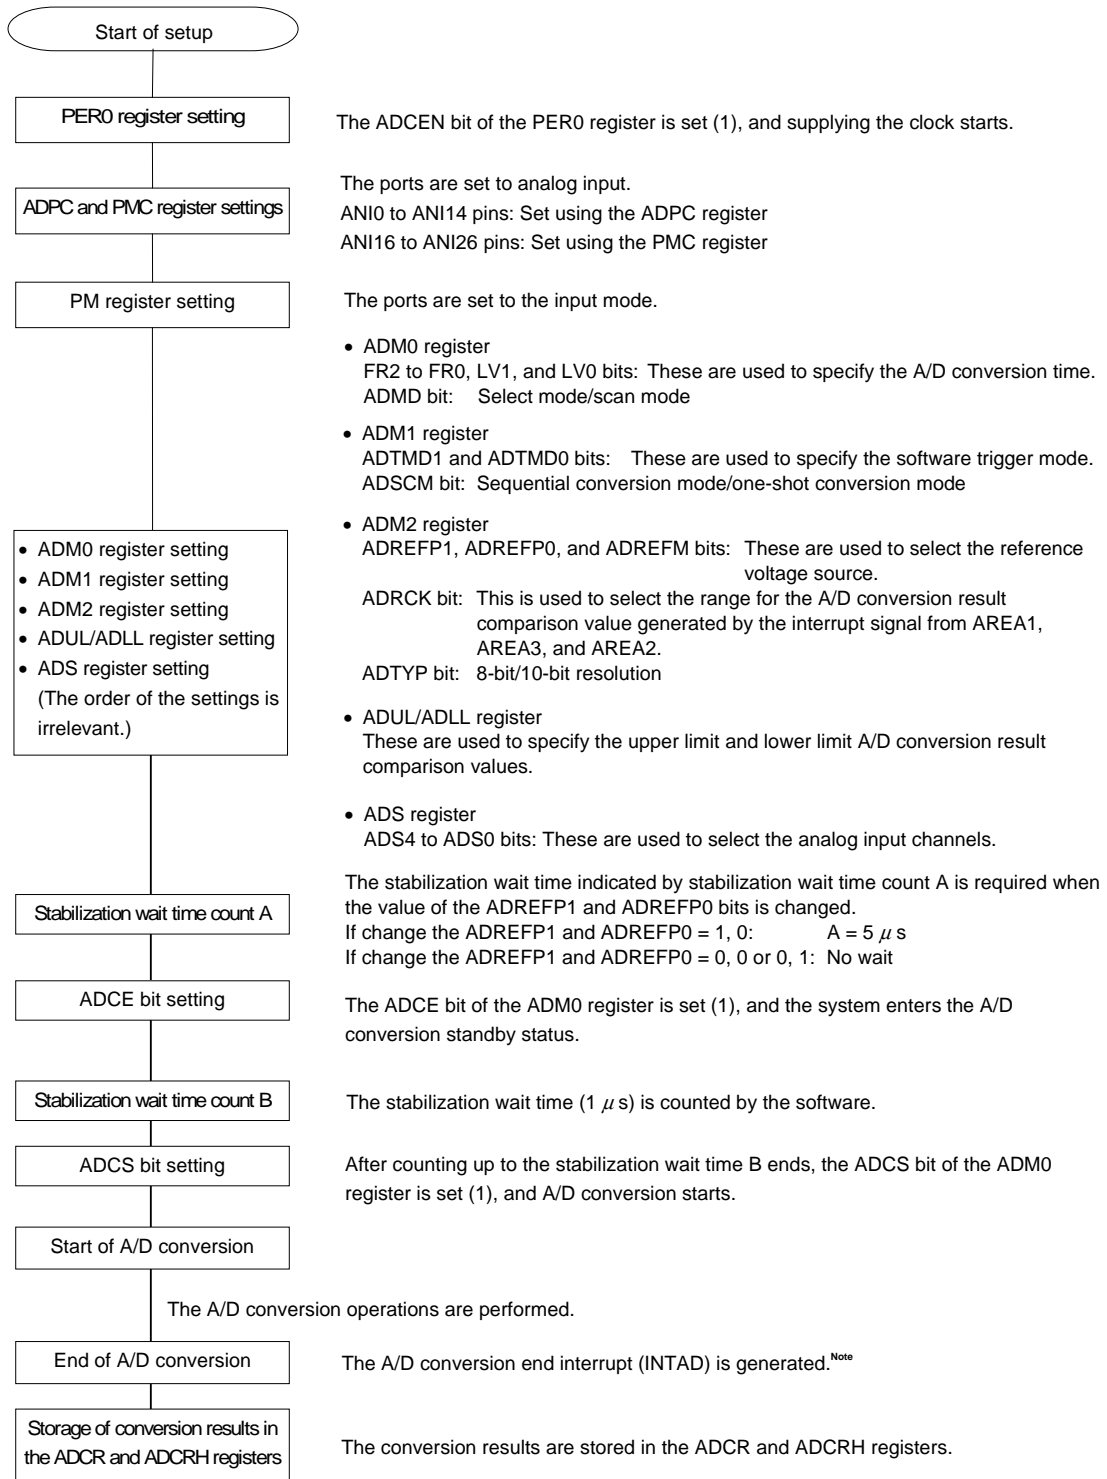 Start of setup
PER0 register setting
The ADCEN bit of the PER0 register is set (1), and supplying the clock starts.
ADPC and PMC register settings
The ports are set to analog input.
ANI0 to ANI14 pins: Set using the ADPC register
ANI16 to ANI26 pins: Set using the PMC register
PM register setting
The ports are set to the input mode.
• ADM0 register
FR2 to FR0, LV1, and LV0 bits: These are used to specify the A/D conversion time.
ADMD bit: Select mode/scan mode
• ADM1 register
ADTMD1 and ADTMD0 bits: These are used to specify the software trigger mode.
ADSCM bit: Sequential conversion mode/one-shot conversion mode
• ADM0 register setting
• ADM1 register setting
• ADM2 register setting
• ADUL/ADLL register setting
• ADS register setting
(The order of the settings is
irrelevant.)
• ADM2 register
ADREFP1, ADREFP0, and ADREFM bits: These are used to select the reference
voltage source.
ADRCK bit: This is used to select the range for the A/D conversion result
comparison value generated by the interrupt signal from AREA1,
AREA3, and AREA2.
ADTYP bit: 8-bit/10-bit resolution
• ADUL/ADLL register
These are used to specify the upper limit and lower limit A/D conversion result
comparison values.
• ADS register
ADS4 to ADS0 bits: These are used to select the analog input channels.
Stabilization wait time count A
The stabilization wait time indicated by stabilization wait time count A is required when
the value of the ADREFP1 and ADREFP0 bits is changed.
If change the ADREFP1 and ADREFP0 = 1, 0: A = 5 μ s
If change the ADREFP1 and ADREFP0 = 0, 0 or 0, 1: No wait
ADCE bit setting
The ADCE bit of the ADM0 register is set (1), and the system enters the A/D
conversion standby status.
Stabilization wait time count B
The stabilization wait time (1 μ s) is counted by the software.
ADCS bit setting
After counting up to the stabilization wait time B ends, the ADCS bit of the ADM0
register is set (1), and A/D conversion starts.
Start of A/D conversion
The A/D conversion operations are performed.
End of A/D conversion
The A/D conversion end interrupt (INTAD) is generated.Note
Storage of conversion results in
the ADCR and ADCRH registers
The conversion results are stored in the ADCR and ADCRH registers.